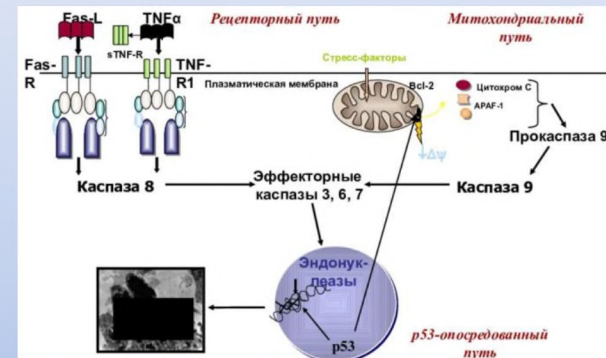 Fas-L
TNFα
Рецепторный путь
Митохондриальный
путь
sTNF-R
Стресс-факторы
Fas-
R
TNF-
R1
Плазматическая мембрана
Bcl-2
Цитохром С
APAF-1
Прокаспаза 9
↓Δψ
Каспаза 8
Эффекторные
каспазы 3, 6, 7
Каспаза 9
Эндонук-
леазы
p53
p53-опосредованный
путь